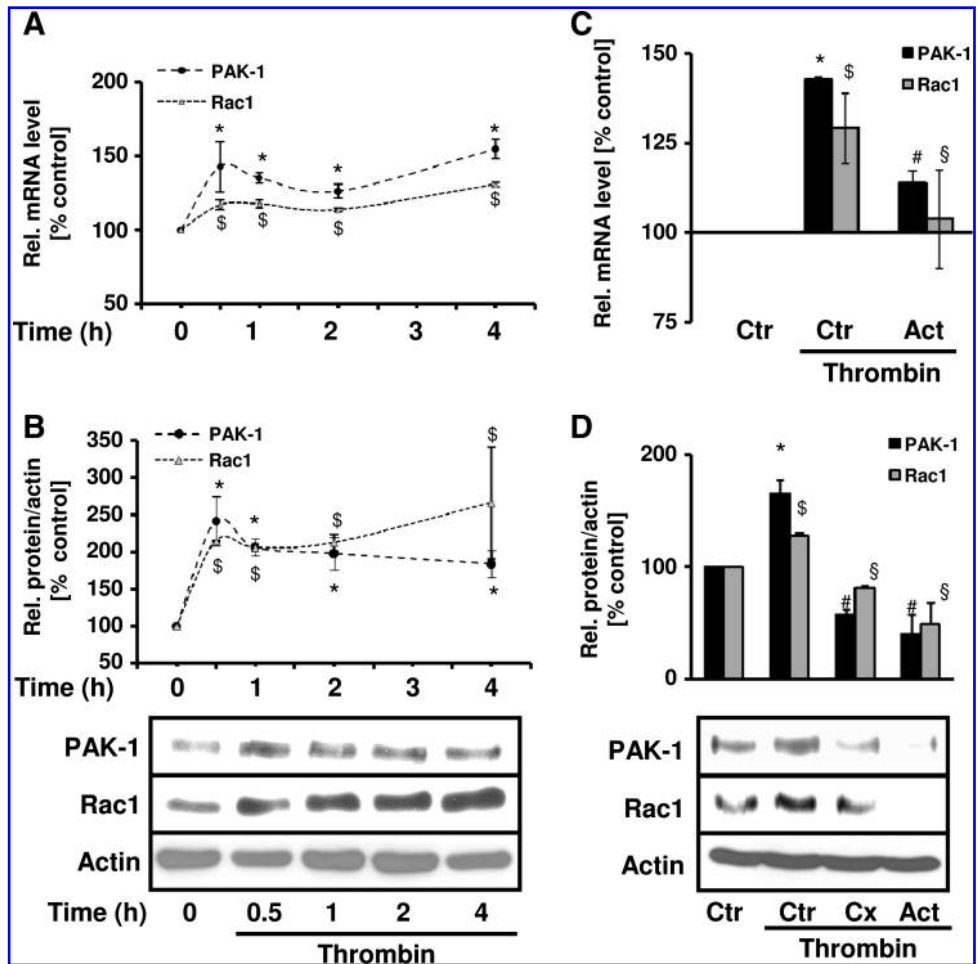 A
Rel. mRNA level
[% control]
200
150
100
50
PAK-1
Rac1
*
*
*
*
$
$
$
$
Time (h) 0 1 2 3 4
B
Rel. protein/actin
[% control]
350
300
250
200
150
100
50
PAK-1
Rac1
*
*
*
*
$
$
$
$
Time (h) 0 1 2 3 4
PAK-1
Rac1
Actin
Time (h) 0 0.5 1 2 4
Thrombin
C
Rel. mRNA level [% control]
150
125
100
75
PAK-1
Rac1
* $
# §
Ctr Ctr Act
Thrombin
D
Rel. protein/actin
[% control]
200
100
0
PAK-1
Rac1
* $
# §
# §
PAK-1
Rac1
Actin
Ctr Ctr Cx Act
Thrombin